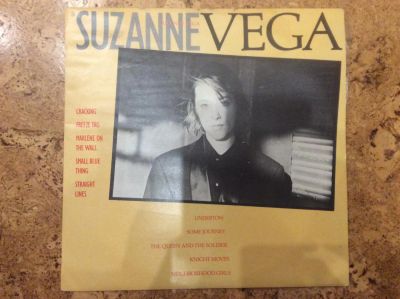 SUZANNE VEGA
CRACKING
FREEZE TAG
MARLENE ON
THE WALL
SMALL BLUE
THING
STRAIGHT
LINES
UNDERTOW
SOME JOURNEY
THE QUEEN AND THE SOLDIER
KNIGHT MOVES
NEIGHBORHOOD GIRLS